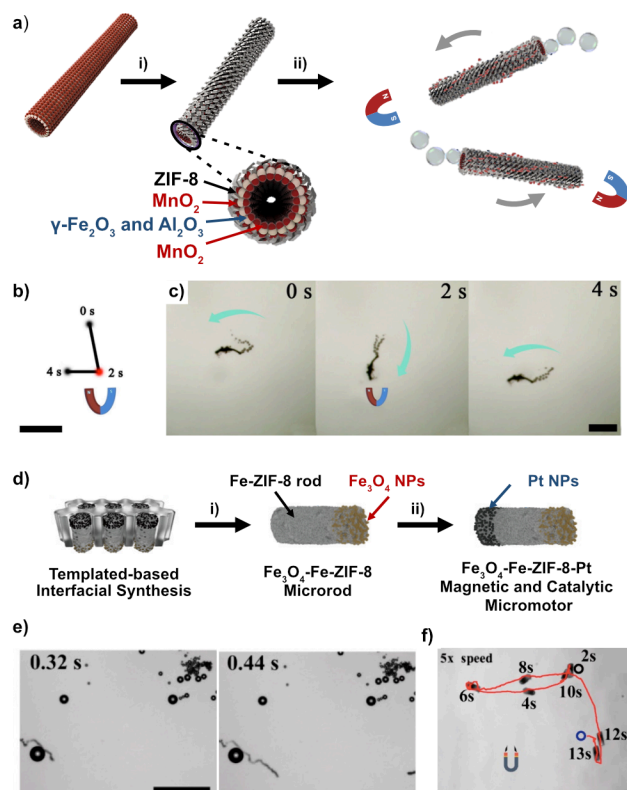 a)
i)
ii)
N
S
S
N
ZIF-8
MnO₂
γ-Fe₂O₃ and Al₂O₃
MnO₂
b)
0 s
4 s
2 s
c)
0 s
2 s
4 s
d)
Fe-ZIF-8 rod
Fe₃O₄ NPs
Pt NPs
i)
ii)
Templated-based
Interfacial Synthesis
Fe₃O₄-Fe-ZIF-8
Microrod
Fe₃O₄-Fe-ZIF-8-Pt
Magnetic and Catalytic
Micromotor
e)
0.32 s
0.44 s
f)
5x speed
8s
2s
6s
4s
10s
12s
13s